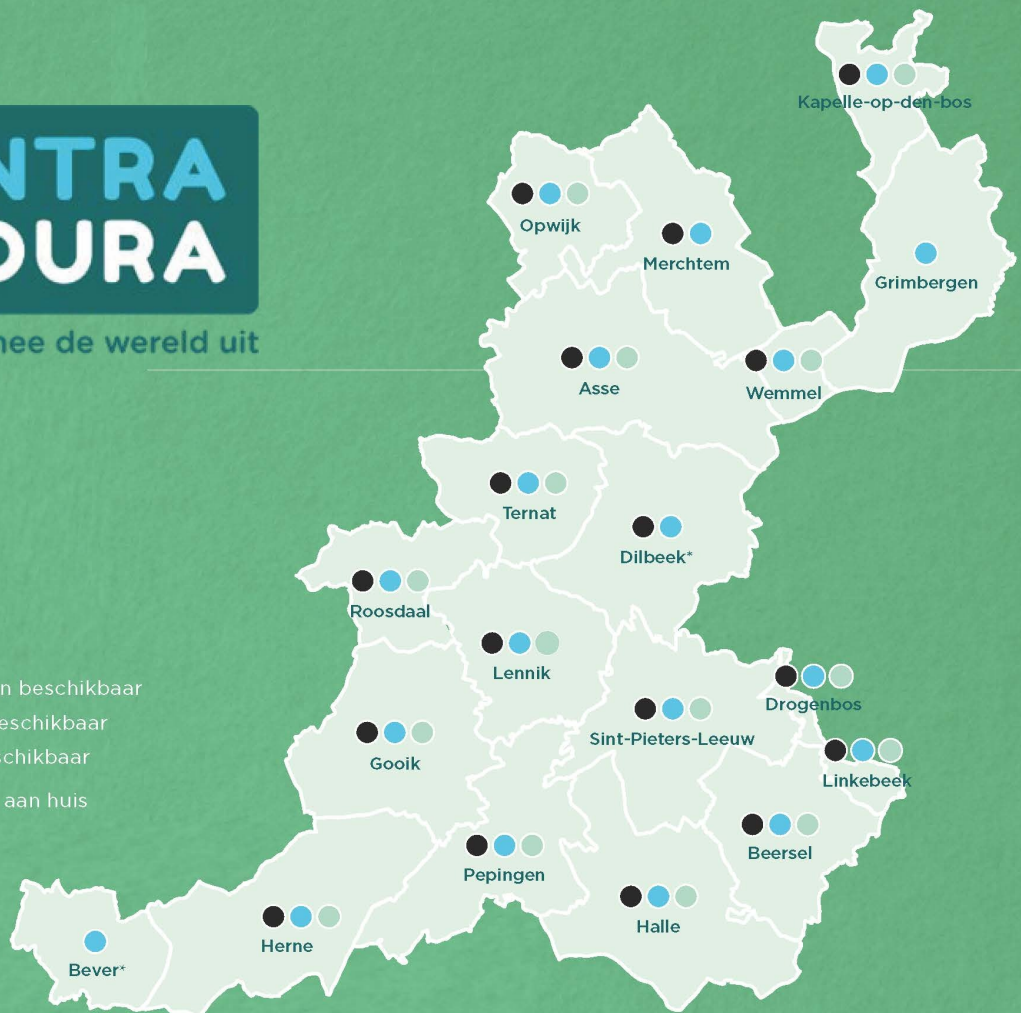 NTRA
OURA
nee de wereld uit
Kapelle-op-den-bos
Opwijk
Merchtem
Grimbergen
Asse
Wemmel
Ternat
Dilbeek*
Roosdaal
Lennik
Drogenbos
Sint-Pieters-Leeuw
Gooik
Linkebeek
Beersel
Pepingen
Halle
Herne
Bever*
n beschikbaar
eschikbaar
schikbaar
aan huis